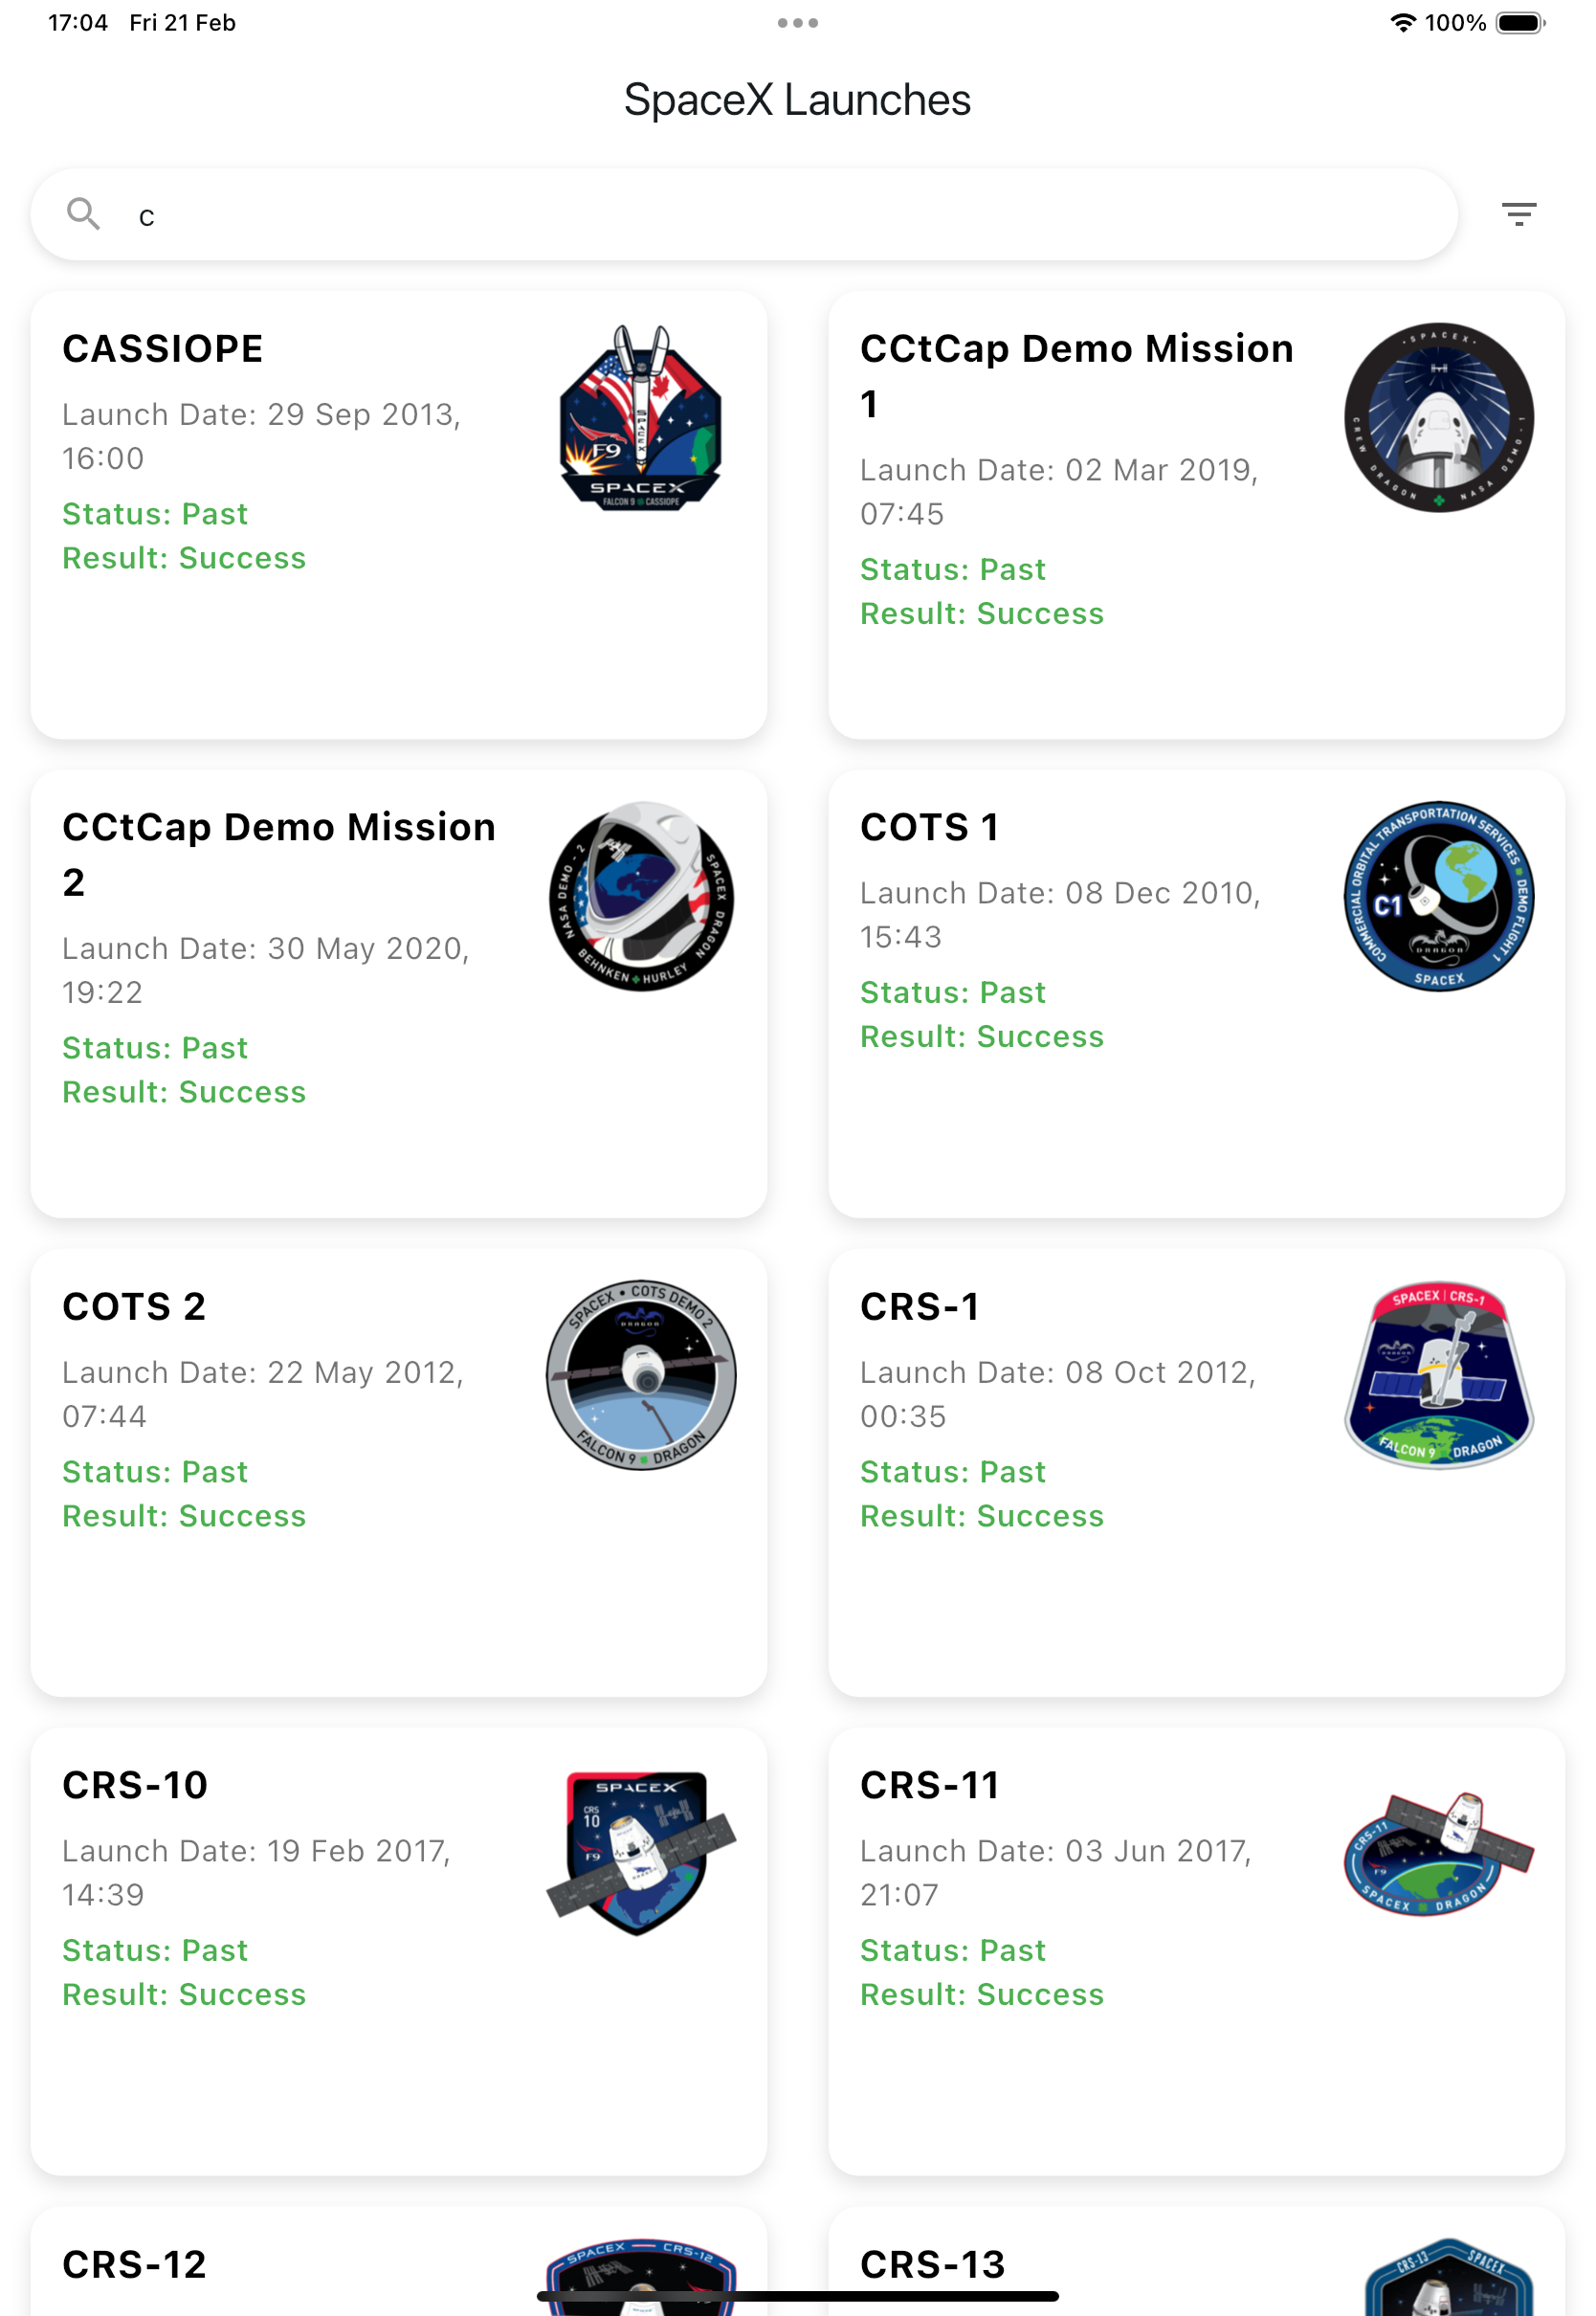 17:04 Fri 21 Feb
100%
SpaceX Launches
c
CASSIOPE
Launch Date: 29 Sep 2013,
16:00
Status: Past
Result: Success
F9
SPACEX
SPACEX
FALCON 9 CASSIOPE
CCtCap Demo Mission
1
Launch Date: 02 Mar 2019,
07:45
Status: Past
Result: Success
SPACEX
CREW DRAGON
NASA DEMO-1
CCtCap Demo Mission
2
Launch Date: 30 May 2020,
19:22
Status: Past
Result: Success
NASA DEMO-2
SPACEX DRAGON
BEHNKEN HURLEY
COTS 1
Launch Date: 08 Dec 2010,
15:43
Status: Past
Result: Success
COMMERCIAL ORBITAL TRANSPORTATION SERVICES DEMO FLIGHT 1
C1
DRAGON
SPACEX
COTS 2
Launch Date: 22 May 2012,
07:44
Status: Past
Result: Success
SPACEX • COTS DEMO 2
DRAGON
FALCON 9 DRAGON
CRS-1
Launch Date: 08 Oct 2012,
00:35
Status: Past
Result: Success
SPACEX | CRS-1
DRAGON
FALCON 9 DRAGON
CRS-10
Launch Date: 19 Feb 2017,
14:39
Status: Past
Result: Success
SPACEX
CRS
10
F9
CRS-11
Launch Date: 03 Jun 2017,
21:07
Status: Past
Result: Success
CRS-11
F9
SPACEX DRAGON
CRS-12
SPACEX CRS-12
CRS-13
CRS-13 SPACEX